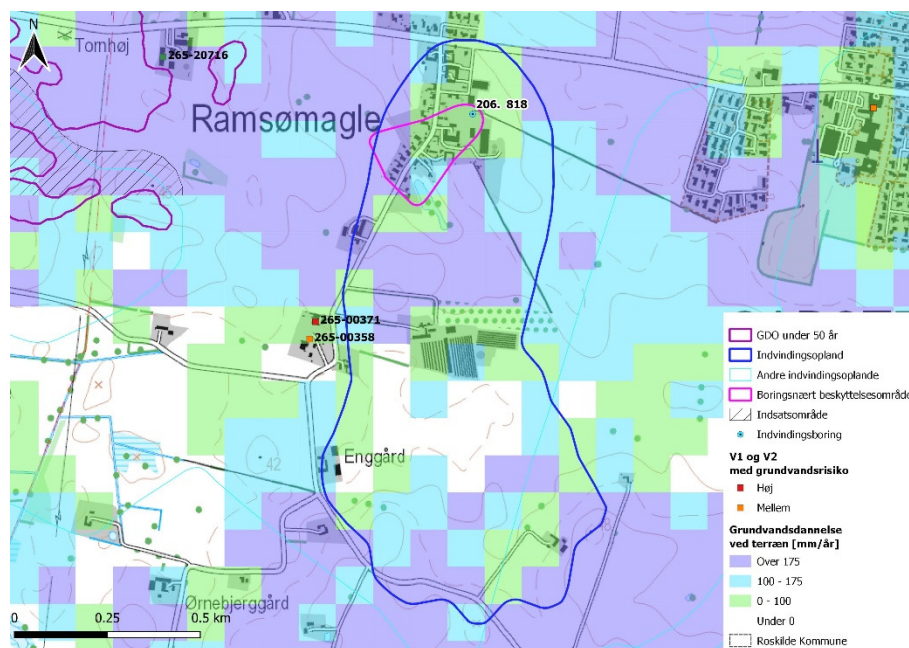 N
Tornhøj
265-20716
Ramsømagle
206. 818
45
265-00371
265-00358
42
Enggård
Ørnebjerggård
0 0.25 0.5 km
GDO under 50 år
Indvindingsopland
Andre indvindingsoplande
Boringsnært beskyttelsesområde
Indsatsområde
Indvindingsboring
V1 og V2
med grundvandsrisiko
Høj
Mellem
Grundvandsdannelse
ved terræn [mm/år]
Over 175
100 - 175
0 - 100
Under 0
Roskilde Kommune